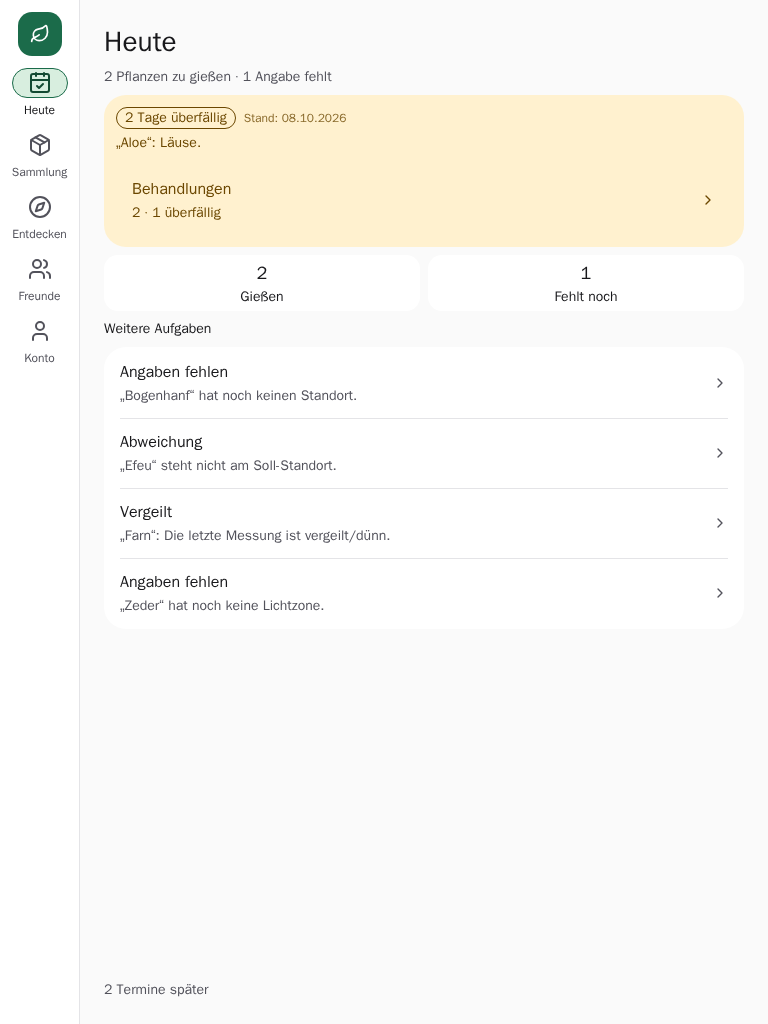 Heute
Sammlung
Entdecken
Freunde
Konto
Heute
2 Pflanzen zu gießen · 1 Angabe fehlt
2 Tage überfällig Stand: 08.10.2026
„Aloe“: Läuse.
Behandlungen
2 · 1 überfällig
2
Gießen
1
Fehlt noch
Weitere Aufgaben
Angaben fehlen
„Bogenhanf“ hat noch keinen Standort.
Abweichung
„Efeu“ steht nicht am Soll-Standort.
Vergeilt
„Farn“: Die letzte Messung ist vergeilt/dünn.
Angaben fehlen
„Zeder“ hat noch keine Lichtzone.
2 Termine später